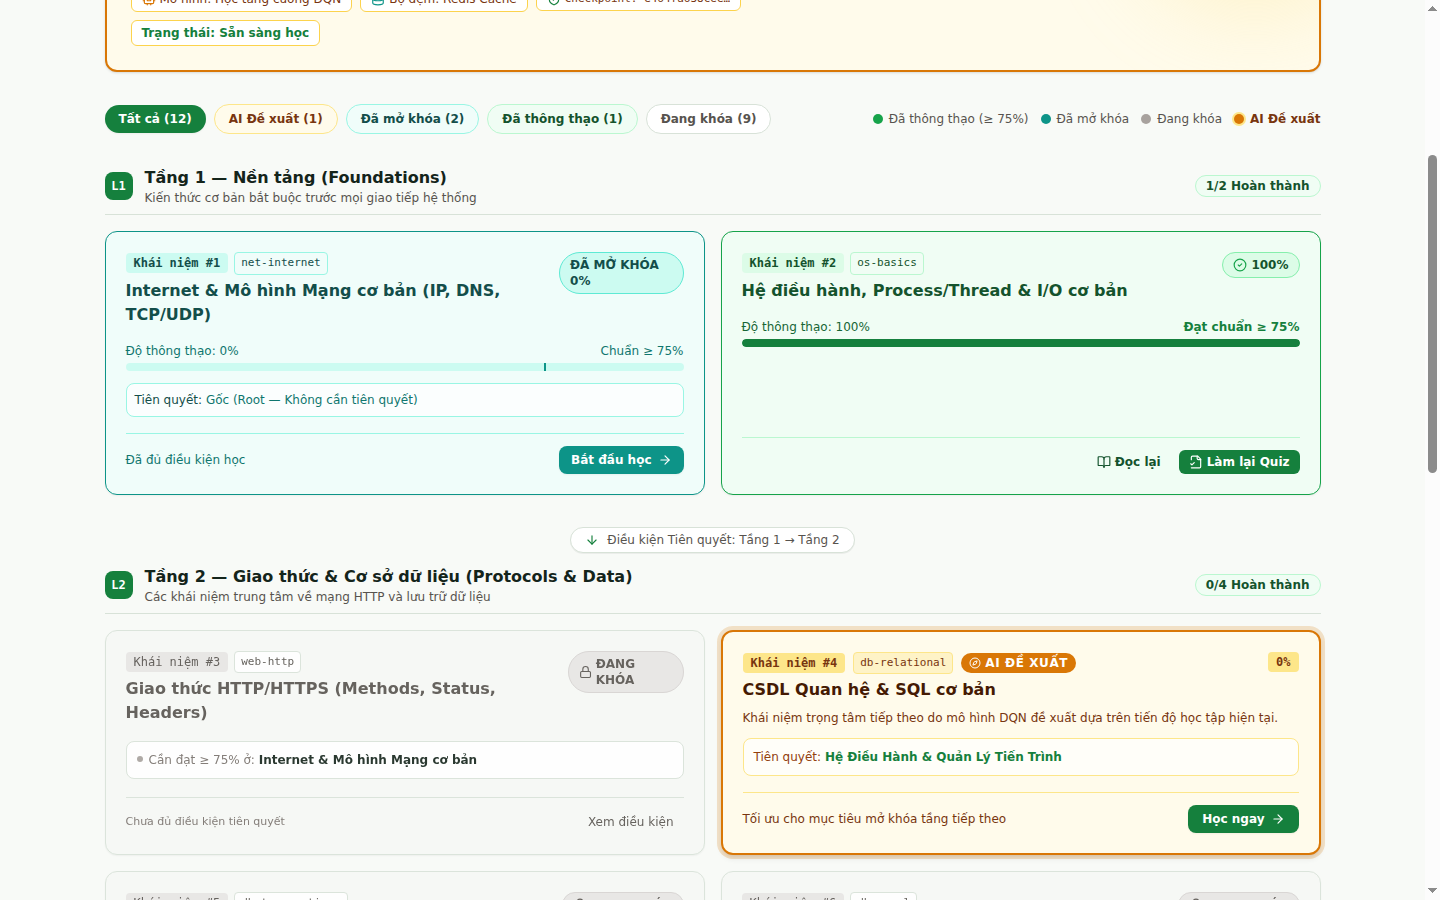 Mô hình: Học tăng cường DQN
Bộ đệm: Redis Cache
Trạng thái: Sẵn sàng học
Tất cả (12)
AI Đề xuất (1)
Đã mở khóa (2)
Đã thông thạo (1)
Đang khóa (9)
Đã thông thạo (≥ 75%)
Đã mở khóa
Đang khóa
AI Đề xuất
L1
Tầng 1 — Nền tảng (Foundations)
Kiến thức cơ bản bắt buộc trước mọi giao tiếp hệ thống
1/2 Hoàn thành
Khái niệm #1
net-internet
ĐÃ MỞ KHÓA
0%
Internet & Mô hình Mạng cơ bản (IP, DNS,
TCP/UDP)
Độ thông thạo: 0%
Chuẩn ≥ 75%
Tiên quyết: Gốc (Root — Không cần tiên quyết)
Đã đủ điều kiện học
Bắt đầu học →
Khái niệm #2
os-basics
100%
Hệ điều hành, Process/Thread & I/O cơ bản
Độ thông thạo: 100%
Đạt chuẩn ≥ 75%
Đọc lại
Làm lại Quiz
Điều kiện Tiên quyết: Tầng 1 → Tầng 2
L2
Tầng 2 — Giao thức & Cơ sở dữ liệu (Protocols & Data)
Các khái niệm trung tâm về mạng HTTP và lưu trữ dữ liệu
0/4 Hoàn thành
Khái niệm #3
web-http
ĐANG
KHÓA
Giao thức HTTP/HTTPS (Methods, Status,
Headers)
Cần đạt ≥ 75% ở: Internet & Mô hình Mạng cơ bản
Chưa đủ điều kiện tiên quyết
Xem điều kiện
Khái niệm #4
db-relational
AI ĐỀ XUẤT
0%
CSDL Quan hệ & SQL cơ bản
Khái niệm trọng tâm tiếp theo do mô hình DQN đề xuất dựa trên tiến độ học tập hiện tại.
Tiên quyết: Hệ Điều Hành & Quản Lý Tiến Trình
Tối ưu cho mục tiêu mở khóa tầng tiếp theo
Học ngay →